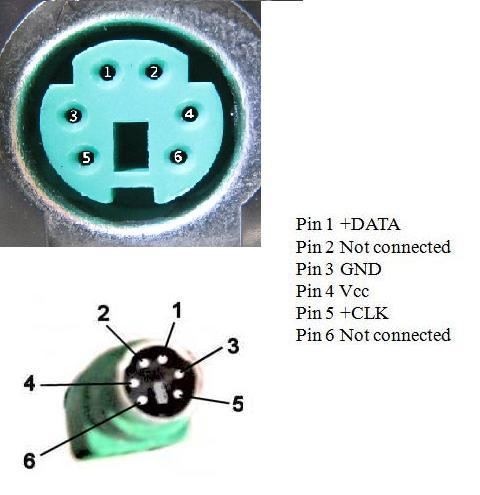 1 2
3 4
5 6
Pin 1 +DATA
Pin 2 Not connected
Pin 3 GND
Pin 4 Vcc
Pin 5 +CLK
Pin 6 Not connected
2 1
3
4
5
6